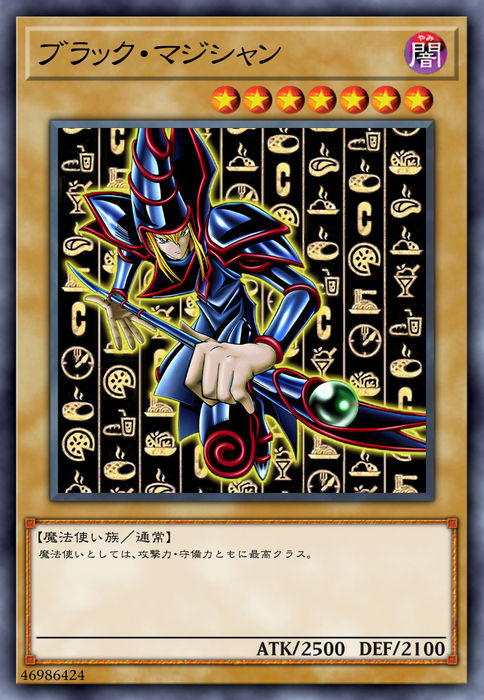 ブラック・マジシャン
やみ
闇
【魔法使い族／通常】
魔法使いとしては、攻撃力・守備力ともに最高クラス。
ATK/2500 DEF/2100
46986424